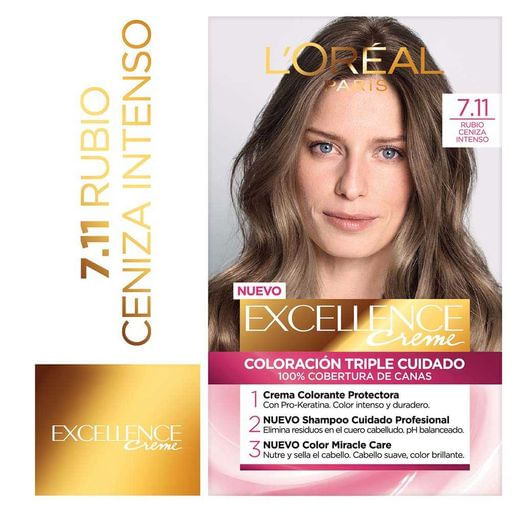 7.11 RUBIO
CENIZA INTENSO
EXCELLENCE
Creme
L'ORÉAL
PARIS
7.11
RUBIO
CENIZA
INTENSO
NUEVO
EXCELLENCE
Creme
COLORACIÓN TRIPLE CUIDADO
100% COBERTURA DE CANAS
1 Crema Colorante Protectora
Con Pro-Keratina. Color intenso y duradero.
2 NUEVO Shampoo Cuidado Profesional
Elimina residuos en el cuero cabelludo. pH balanceado.
3 NUEVO Color Miracle Care
Nutre y sella el cabello. Cabello suave, color brillante.